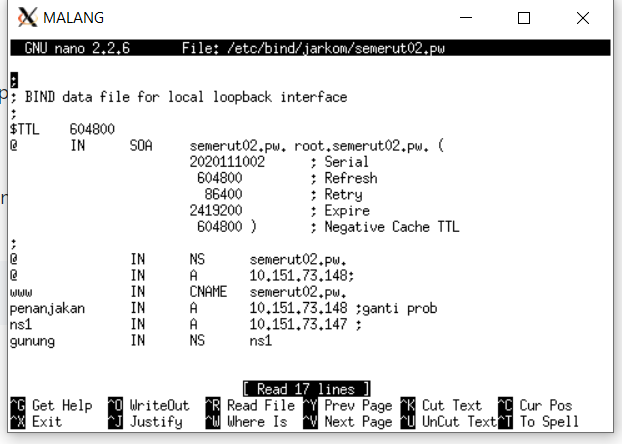 MALANG
GNU nano 2.2.6 File: /etc/bind/jarkom/semerut02.pw
;
; BIND data file for local loopback interface
;
$TTL 604800
@ IN SOA semerut02.pw. root.semerut02.pw. (
2020111002 ; Serial
604800 ; Refresh
86400 ; Retry
2419200 ; Expire
604800 ) ; Negative Cache TTL
;
@ IN NS semerut02.pw.
@ IN A 10.151.73.148;
www IN CNAME semerut02.pw.
penanjakan IN A 10.151.73.148 ;ganti prob
ns1 IN A 10.151.73.147 ;
gunung IN NS ns1
[ Read 17 lines ]
^G Get Help ^O WriteOut ^R Read File ^Y Prev Page ^K Cut Text ^C Cur Pos
^X Exit ^J Justify ^W Where Is ^V Next Page ^U UnCut Text ^T To Spell